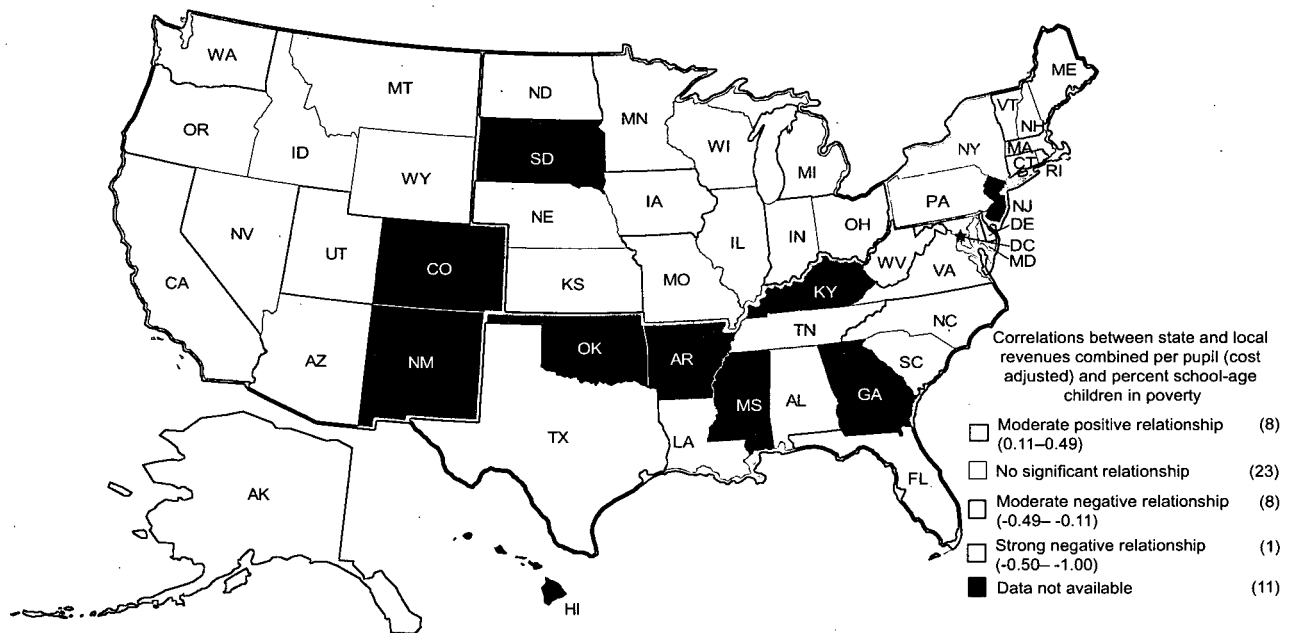 WA
MT
ND
MN
ME
VT
NH
OR
ID
WY
SD
WI
MI
NY
MA
CT
RI
NV
UT
CO
NE
IA
IL
IN
OH
PA
NJ
DE
DC
MD
CA
KS
MO
WV
VA
KY
AZ
NM
OK
AR
TN
NC
SC
TX
LA
MS
AL
GA
FL
AK
HI
Correlations between state and local
revenues combined per pupil (cost
adjusted) and percent school-age
children in poverty
Moderate positive relationship (8)
(0.11–0.49)
No significant relationship (23)
Moderate negative relationship (8)
(-0.49– -0.11)
Strong negative relationship (1)
(-0.50– -1.00)
Data not available (11)